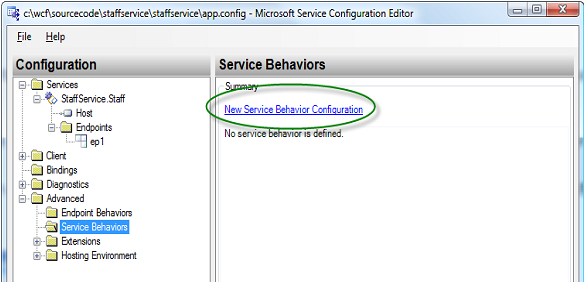 c:\wcf\sourcecode\staffservice\staffservice\app.config - Microsoft Service Configuration Editor
File Help
Configuration
Services
StaffService.Staff
Host
Endpoints
ep1
Client
Bindings
Diagnostics
Advanced
Endpoint Behaviors
Service Behaviors
Extensions
Hosting Environment
Service Behaviors
Summary
New Service Behavior Configuration
No service behavior is defined.